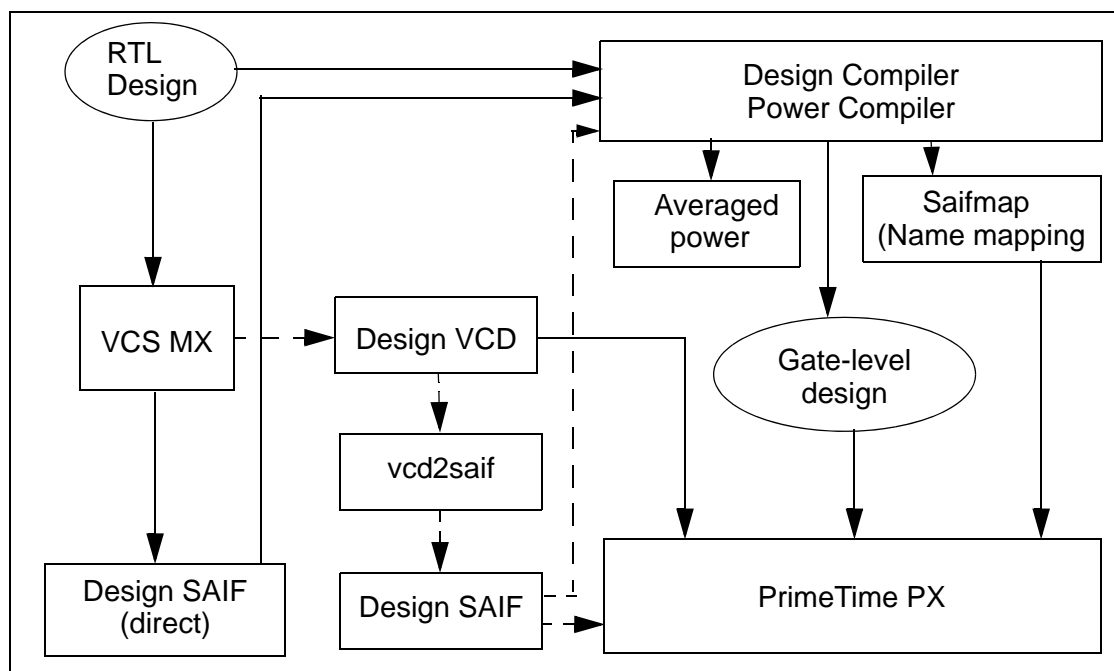 RTL
Design
Design Compiler
Power Compiler
Averaged
power
Saifmap
(Name mapping
VCS MX
Design VCD
Gate-level
design
vcd2saif
Design SAIF
(direct)
Design SAIF
PrimeTime PX